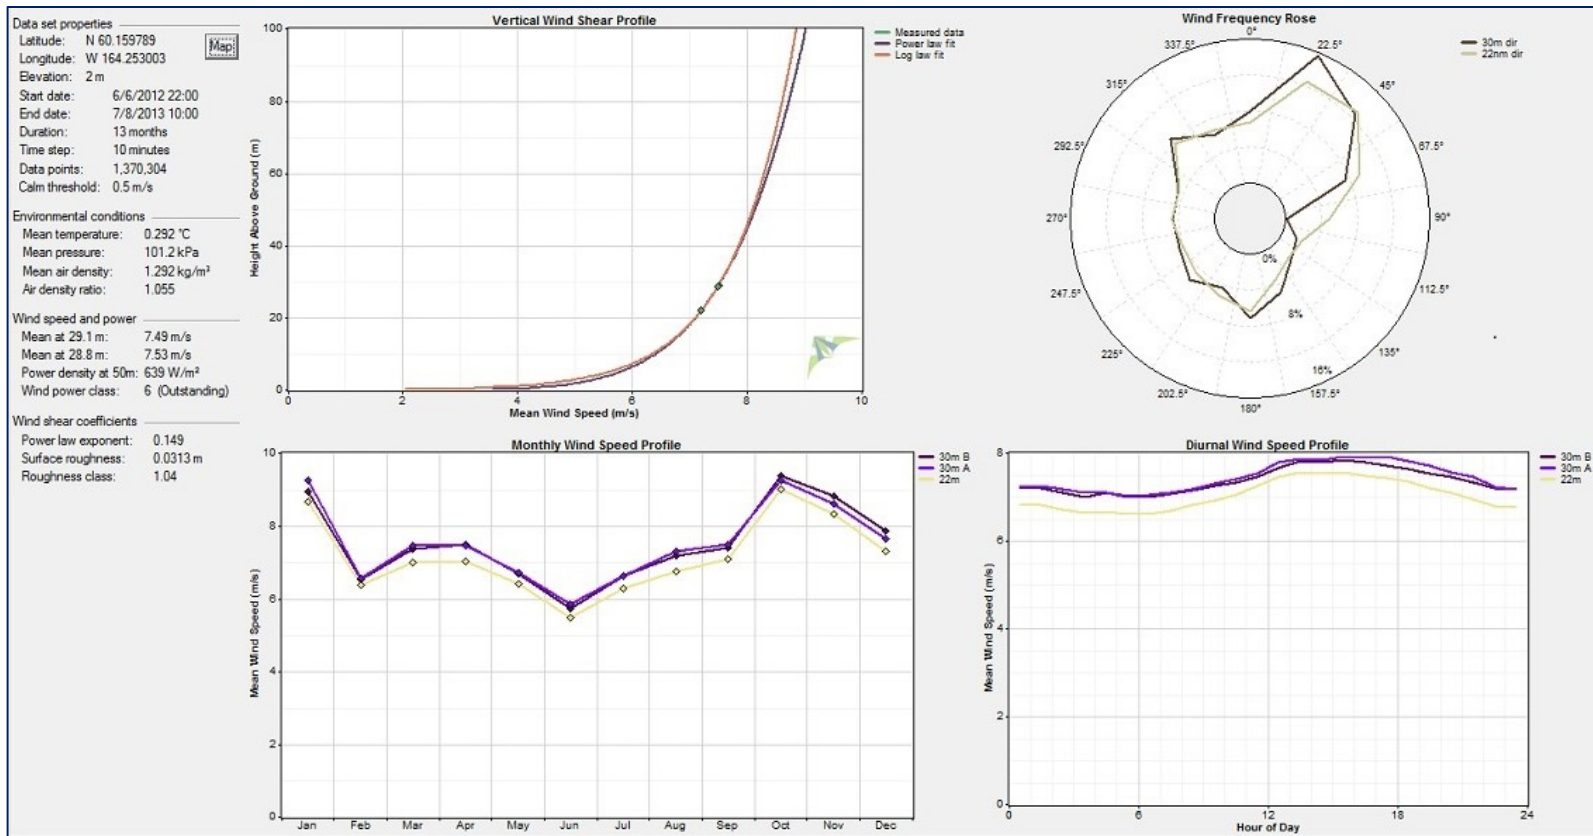 Data set properties
Latitude: N 60.159789
Map
Longitude: W 164.253003
Elevation: 2 m
Start date: 6/6/2012 22:00
End date: 7/8/2013 10:00
Duration: 13 months
Time step: 10 minutes
Data points: 1,370,304
Calm threshold: 0.5 m/s
Environmental conditions
Mean temperature: 0.292 °C
Mean pressure: 101.2 kPa
Mean air density: 1.292 kg/m³
Air density ratio: 1.055
Wind speed and power
Mean at 29.1 m: 7.49 m/s
Mean at 28.8 m: 7.53 m/s
Power density at 50m: 639 W/m²
Wind power class: 6 (Outstanding)
Wind shear coefficients
Power law exponent: 0.149
Surface roughness: 0.0313 m
Roughness class: 1.04
Vertical Wind Shear Profile
Height Above Ground (m)
100
80
60
40
20
0
0 2 4 6 8 10
Mean Wind Speed (m/s)
Measured data
Power law fit
Log law fit
Wind Frequency Rose
0°
22.5°
45°
67.5°
90°
112.5°
135°
157.5°
180°
202.5°
225°
247.5°
270°
292.5°
315°
337.5°
0%
8%
16%
30m dir
22nm dir
Monthly Wind Speed Profile
Mean Wind Speed (m/s)
10
8
6
4
2
0
Jan Feb Mar Apr May Jun Jul Aug Sep Oct Nov Dec
30m B
30m A
22m
Diurnal Wind Speed Profile
Mean Wind Speed (m/s)
8
6
4
2
0
0 6 12 18 24
Hour of Day
30m B
30m A
22m